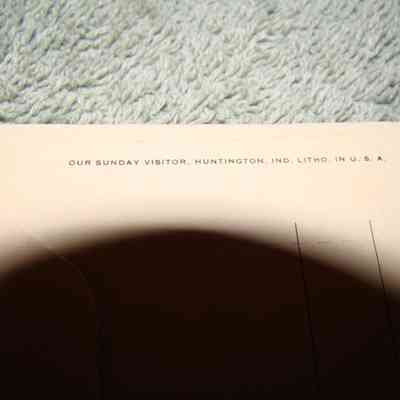 OUR SUNDAY VISITOR, HUNTINGTON, IND. LITHO. IN U. S. A.